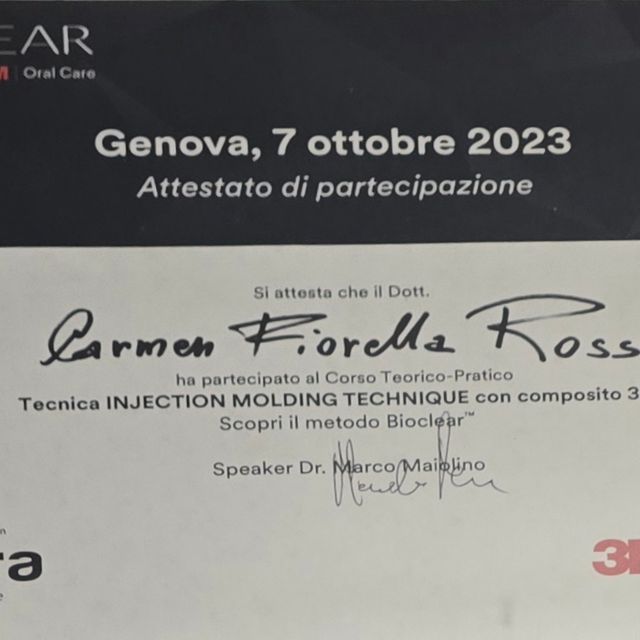 EAR
M | Oral Care
Genova, 7 ottobre 2023
Attestato di partecipazione
Si attesta che il Dott.
Carmen Fiorella Ross
ha partecipato al Corso Teorico-Pratico
Tecnica INJECTION MOLDING TECHNIQUE con composito 3
Scopri il metodo Bioclear™
Speaker Dr. Marco Maiolino
n
ra
e
3M